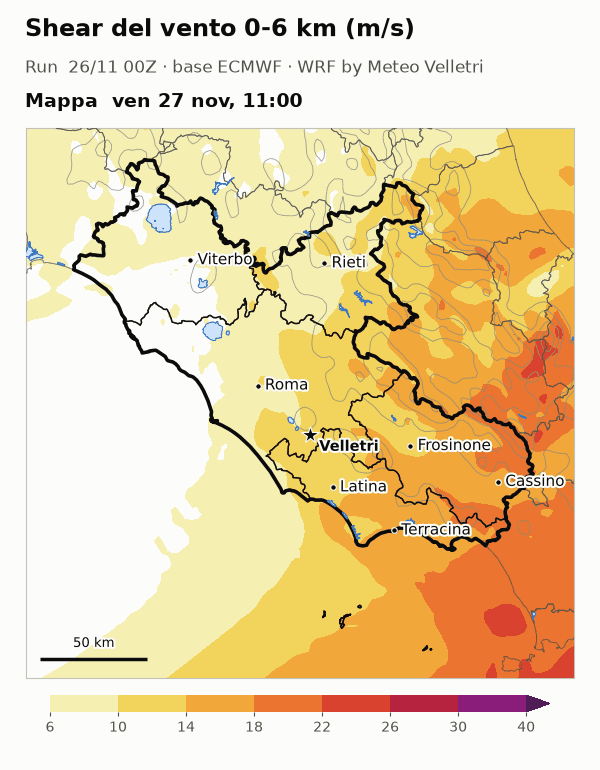 Shear del vento 0-6 km (m/s)
Run  26/11 00Z · base ECMWF · WRF by Meteo Velletri
Mappa  ven 27 nov, 11:00
Viterbo
Rieti
Roma
Velletri
Frosinone
Cassino
Latina
Terracina
50 km
6 10 14 18 22 26 30 40